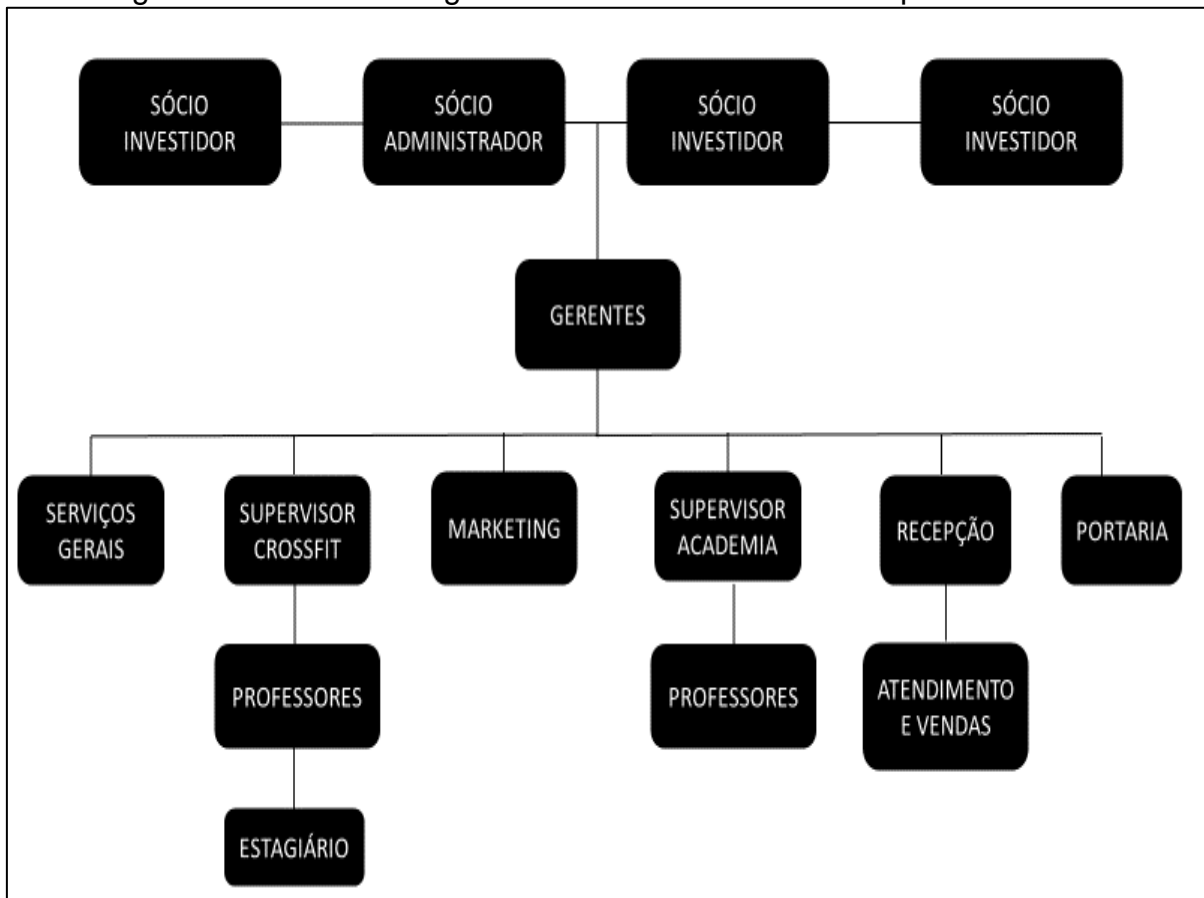 SÓCIO
INVESTIDOR
SÓCIO
ADMINISTRADOR
SÓCIO
INVESTIDOR
SÓCIO
INVESTIDOR
GERENTES
SERVIÇOS
GERAIS
SUPERVISOR
CROSSFIT
MARKETING
SUPERVISOR
ACADEMIA
RECEPÇÃO
PORTARIA
PROFESSORES
PROFESSORES
ATENDIMENTO
E VENDAS
ESTAGIÁRIO